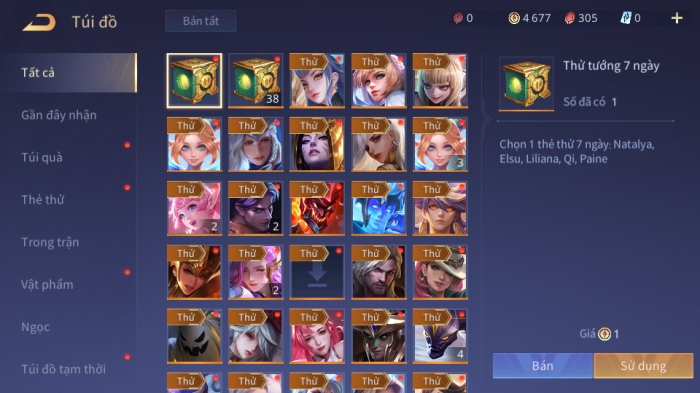 Túi đồ
Bán tất
0
4 677
305
0
+
Tất cả
Gần đây nhận
Túi quà
Thẻ thử
Trong trận
Vật phẩm
Ngọc
Túi đồ tạm thời
38
Thử
Thử
Thử
Thử
Thử
Thử
Thử
Thử
3
Thử
2
Thử
2
Thử
Thử
Thử
Thử
Thử
2
Thử
Thử
Thử
Thử
Thử
Thử
Thử
Thử
4
Thử
Thử
Thử
Thử
Thử
Thử tướng 7 ngày
Số đã có 1
Chọn 1 thẻ thử 7 ngày: Natalya,
Elsu, Liliana, Qi, Paine
Giá 1
Bán
Sử dụng